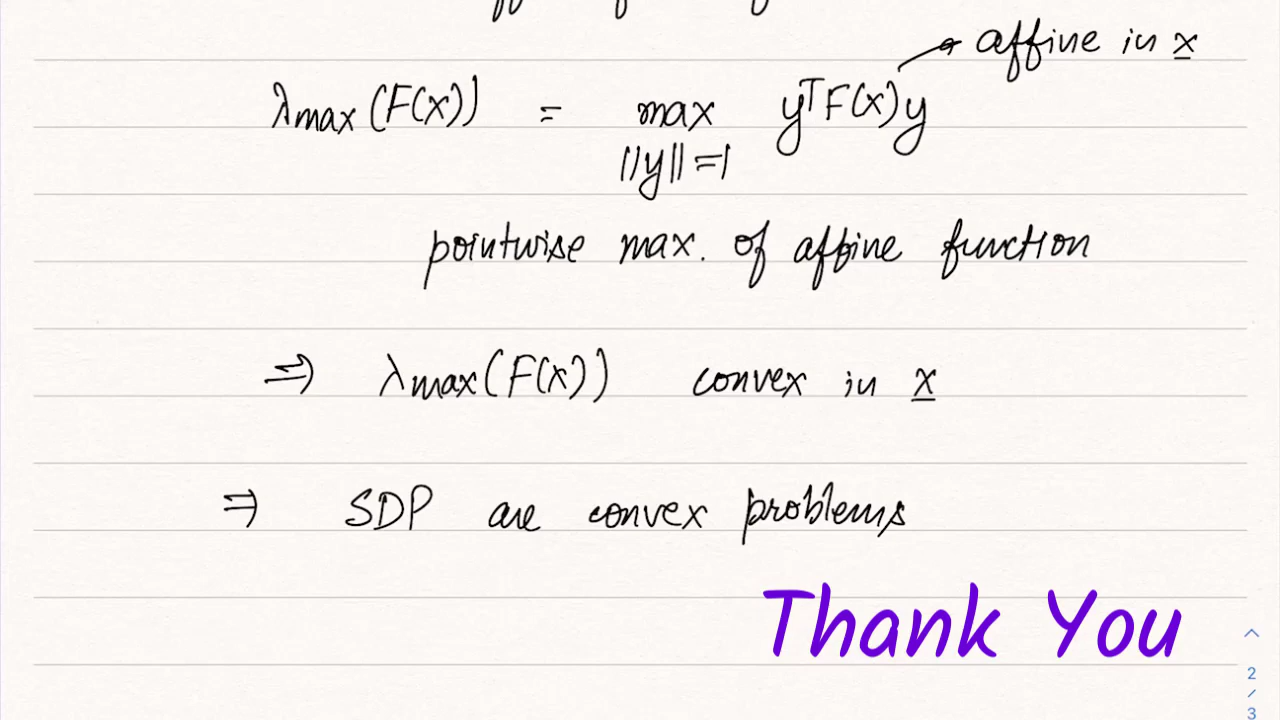 affine in x
λmax (F(x)) = max yᵀF(x)y
||y||=1
pointwise max. of affine function
⇒ λmax(F(x)) convex in x
⇒ SDP are convex problems
Thank You
2
/
3